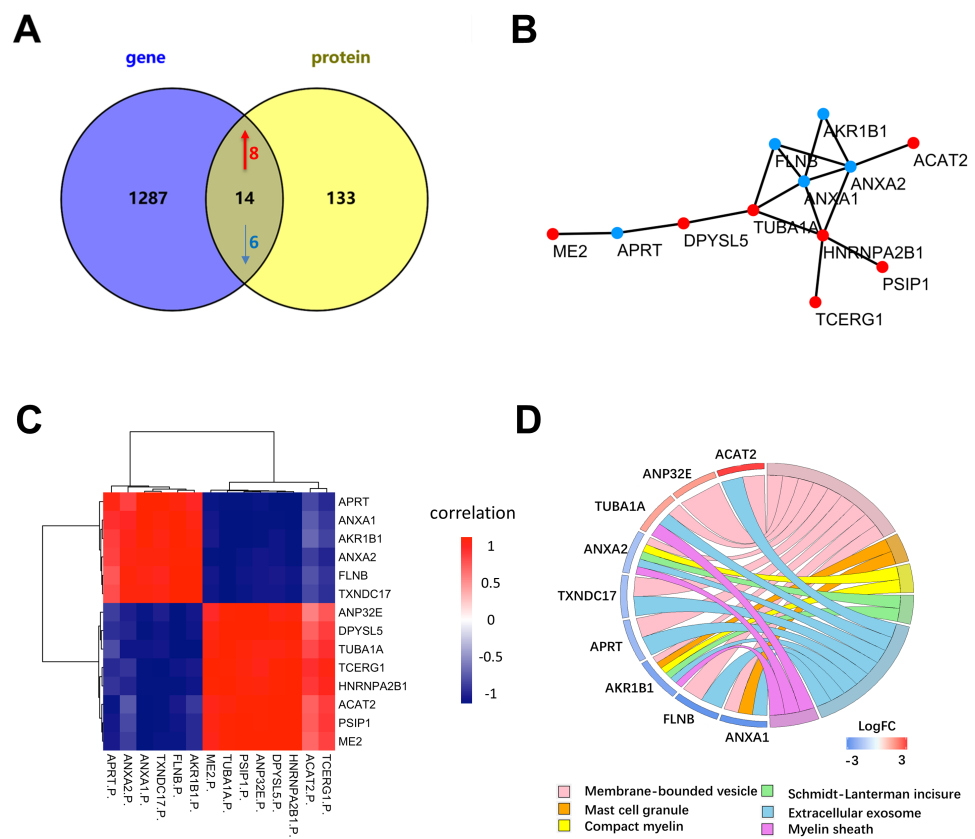 A
gene
protein
8
1287
14
133
6
B
AKR1B1
FLNB
ACAT2
ANXA2
ANXA1
TUBA1A
DPYSL5
HNRNPA2B1
ME2
APRT
PSIP1
TCERG1
C
APRT
ANXA1
AKR1B1
ANXA2
FLNB
TXNDC17
ANP32E
DPYSL5
TUBA1A
TCERG1
HNRNPA2B1
ACAT2
PSIP1
ME2
APRT.P.
ANXA2.P.
ANXA1.P.
TXNDC17.P.
FLNB.P.
AKR1B1.P.
ME2.P.
TUBA1A.P.
PSIP1.P.
ANP32E.P.
DPYSL5.P.
HNRNPA2B1.P.
ACAT2.P.
TCERG1.P.
correlation
1
0.5
0
-0.5
-1
D
ACAT2
ANP32E
TUBA1A
ANXA2
TXNDC17
APRT
AKR1B1
FLNB
ANXA1
LogFC
-3 3
Membrane-bounded vesicle
Mast cell granule
Compact myelin
Schmidt-Lanterman incisure
Extracellular exosome
Myelin sheath